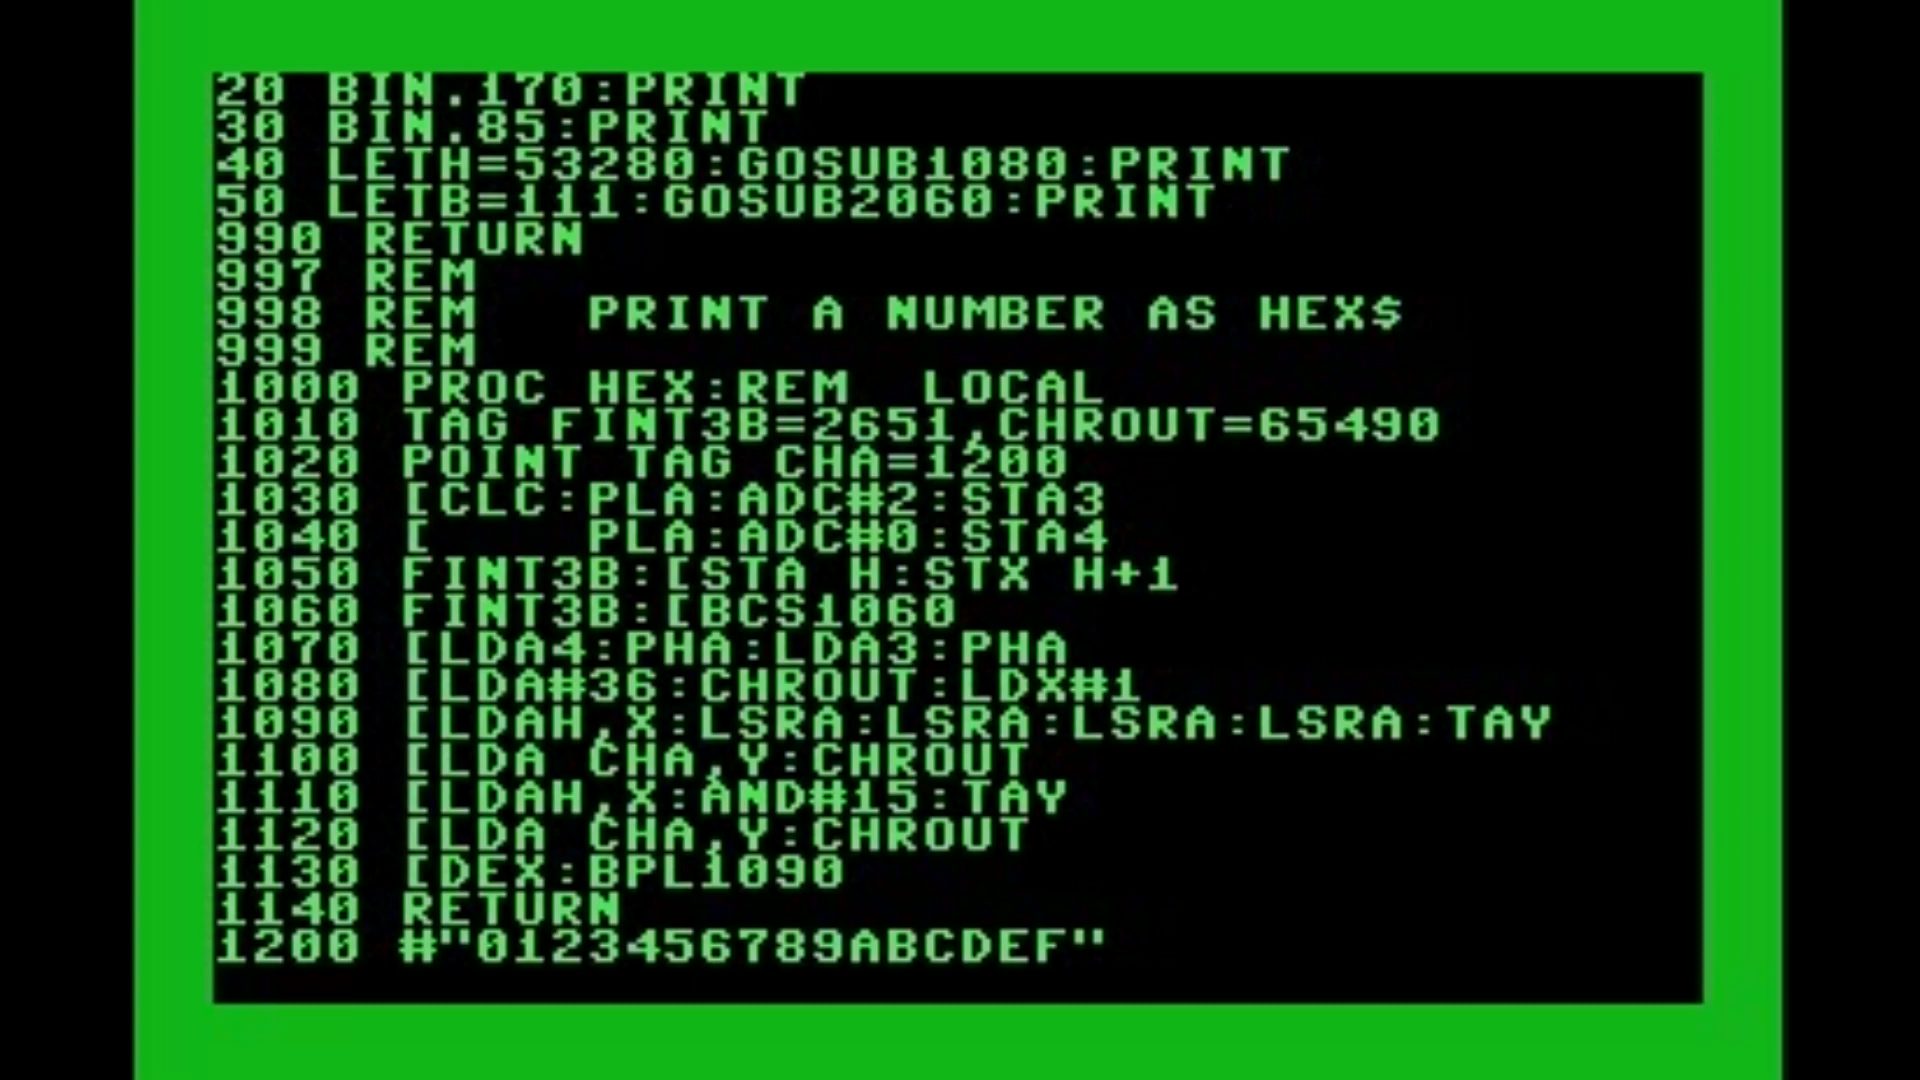 20 BIN.170:PRINT
30 BIN.85:PRINT
40 LETH=53280:GOSUB1080:PRINT
50 LETB=111:GOSUB2060:PRINT
990 RETURN
997 REM
998 REM   PRINT A NUMBER AS HEX$
999 REM
1000 PROC HEX:REM  LOCAL
1010 TAG FINT3B=2651,CHROUT=65490
1020 POINT TAG CHA=1200
1030 [CLC:PLA:ADC#2:STA3
1040 [    PLA:ADC#0:STA4
1050 FINT3B:[STA H:STX H+1
1060 FINT3B:[BCS1060
1070 [LDA4:PHA:LDA3:PHA
1080 [LDA#36:CHROUT:LDX#1
1090 [LDAH,X:LSRA:LSRA:LSRA:LSRA:TAY
1100 [LDA CHA,Y:CHROUT
1110 [LDAH,X:AND#15:TAY
1120 [LDA CHA,Y:CHROUT
1130 [DEX:BPL1090
1140 RETURN
1200 #"0123456789ABCDEF"